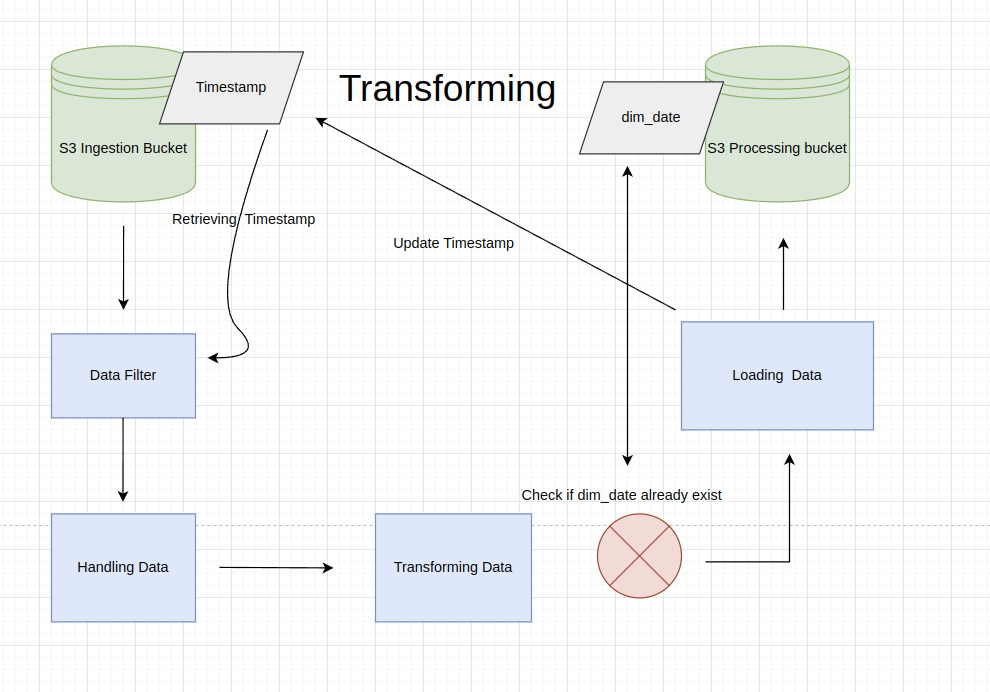 Transforming
Timestamp
dim_date
S3 Ingestion Bucket
S3 Processing bucket
Retrieving Timestamp
Update Timestamp
Data Filter
Loading Data
Check if dim_date already exist
Handling Data
Transforming Data